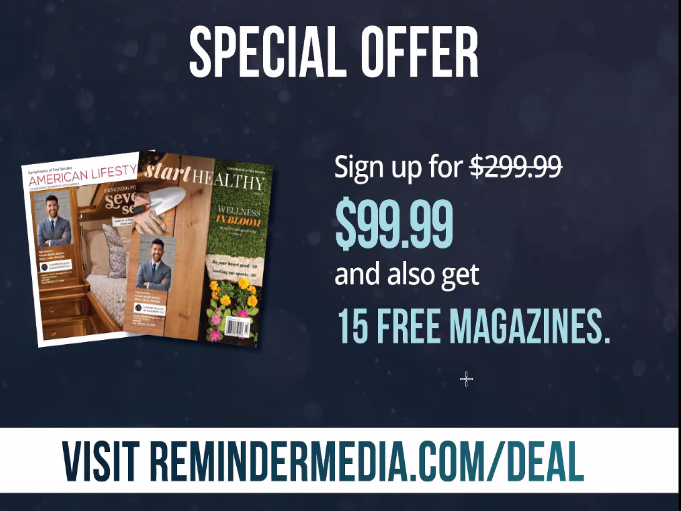 SPECIAL OFFER
Sign up for $299.99
$99.99
and also get
15 FREE MAGAZINES.
AMERICAN LIFESTY
start HEALTHY
WELLNESS
IN BLOOM
VISIT REMINDERMEDIA.COM/DEAL